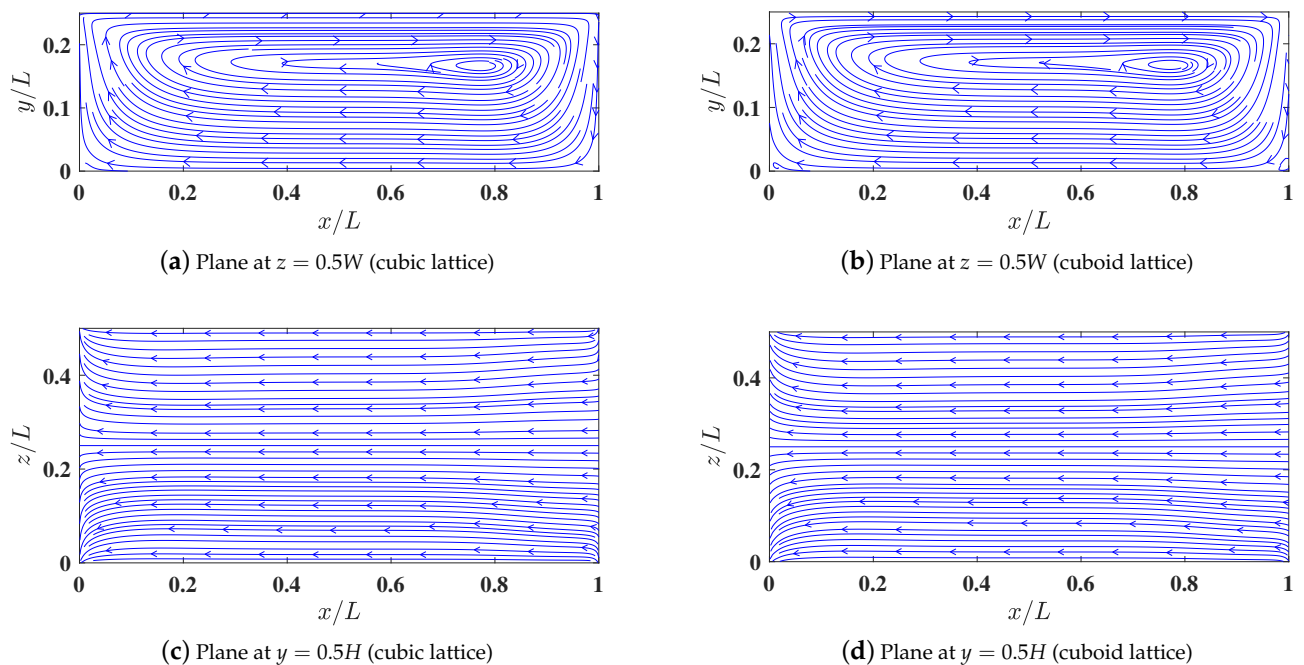 0.2
0.1
0
y/L
0 0.2 0.4 0.6 0.8 1
x/L
(a) Plane at z = 0.5W (cubic lattice)
0.2
0.1
0
y/L
0 0.2 0.4 0.6 0.8 1
x/L
(b) Plane at z = 0.5W (cuboid lattice)
0.4
0.2
0
z/L
0 0.2 0.4 0.6 0.8 1
x/L
(c) Plane at y = 0.5H (cubic lattice)
0.4
0.2
0
z/L
0 0.2 0.4 0.6 0.8 1
x/L
(d) Plane at y = 0.5H (cuboid lattice)